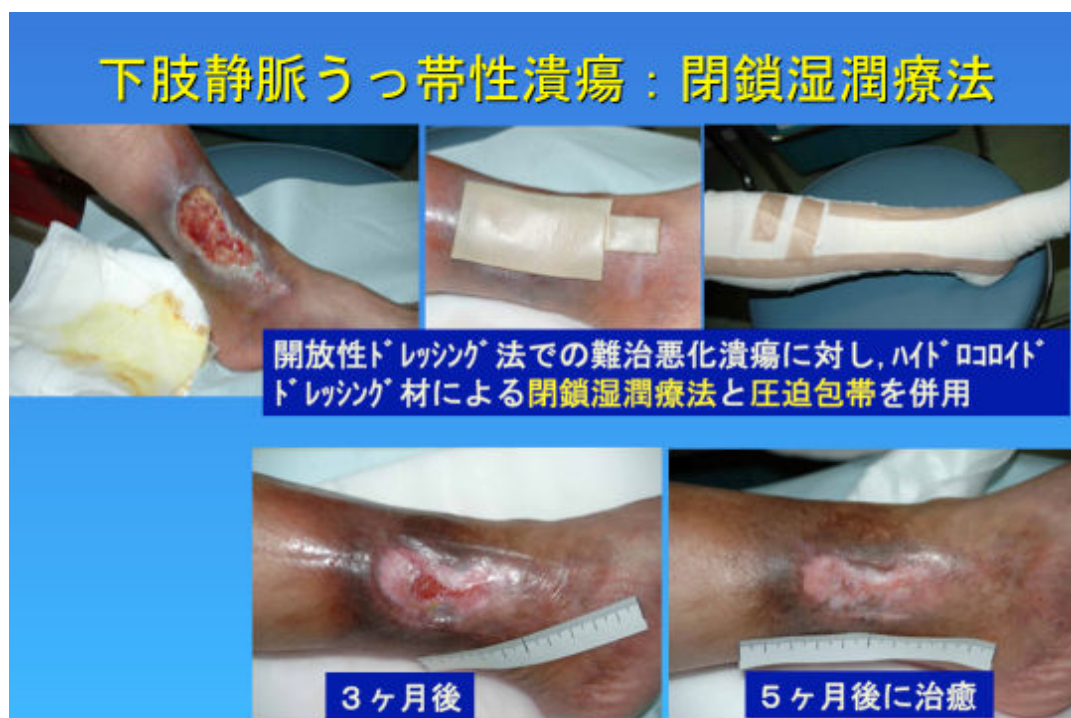 下肢静脈うっ帯性潰瘍：閉鎖湿潤療法
開放性ﾄﾞﾚｯｼﾝｸﾞ法での難治悪化潰瘍に対し,ﾊｲﾄﾞﾛｺﾛｲﾄﾞ
ﾄﾞﾚｯｼﾝｸﾞ材による閉鎖湿潤療法と圧迫包帯を併用
３ヶ月後
５ヶ月後に治癒